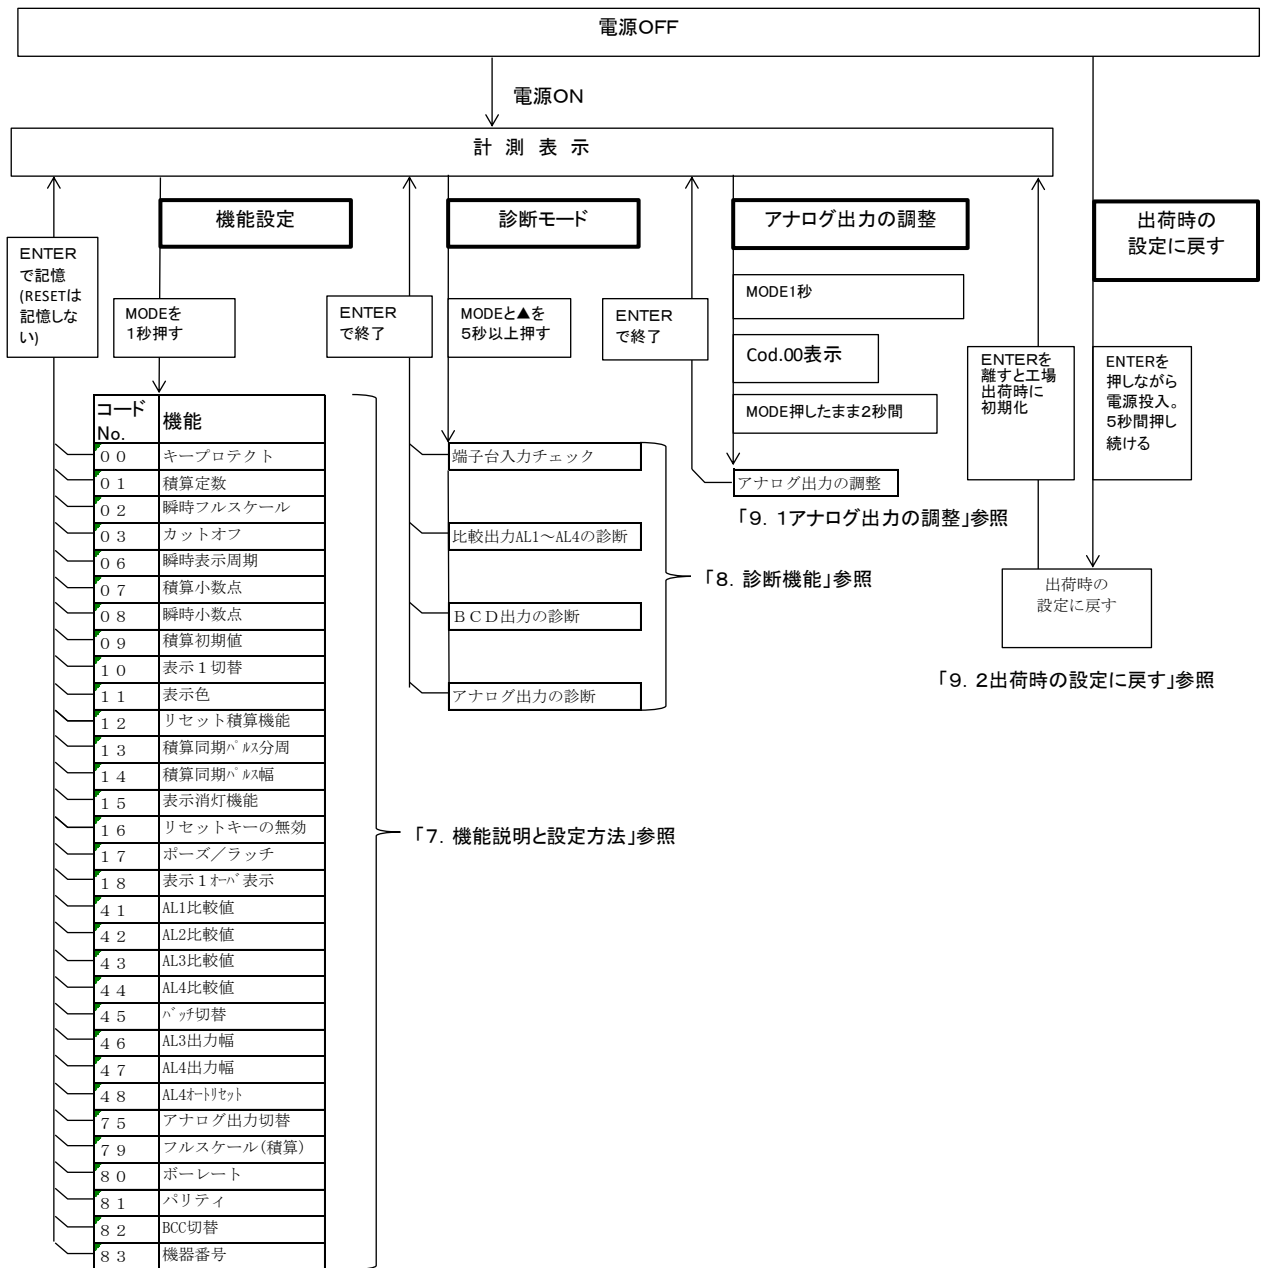 電源OFF
電源ON
計 測 表 示
機能設定
診断モード
アナログ出力の調整
出荷時の
設定に戻す
ENTER
で記憶
(RESETは
記憶しな
い)
MODEを
1秒押す
ENTER
で終了
MODEと▲を
5秒以上押す
ENTER
で終了
MODE1秒
Cod.00表示
MODE押したまま2秒間
ENTERを
離すと工場
出荷時に
初期化
ENTERを
押しながら
電源投入。
5秒間押し
続ける
コード
No.
機能
00 キープロテクト
01 積算定数
02 瞬時フルスケール
03 カットオフ
06 瞬時表示周期
07 積算小数点
08 瞬時小数点
09 積算初期値
10 表示1切替
11 表示色
12 リセット積算機能
13 積算同期パルス分周
14 積算同期パルス幅
15 表示消灯機能
16 リセットキーの無効
17 ポーズ/ラッチ
18 表示1オーバ表示
41 AL1比較値
42 AL2比較値
43 AL3比較値
44 AL4比較値
45 バッチ切替
46 AL3出力幅
47 AL4出力幅
48 AL4オートリセット
75 アナログ出力切替
79 フルスケール(積算)
80 ボーレート
81 パリティ
82 BCC切替
83 機器番号
「7. 機能説明と設定方法」参照
端子台入力チェック
比較出力AL1～AL4の診断
BCD出力の診断
アナログ出力の診断
「8. 診断機能」参照
アナログ出力の調整
「9. 1アナログ出力の調整」参照
出荷時の
設定に戻す
「9. 2出荷時の設定に戻す」参照